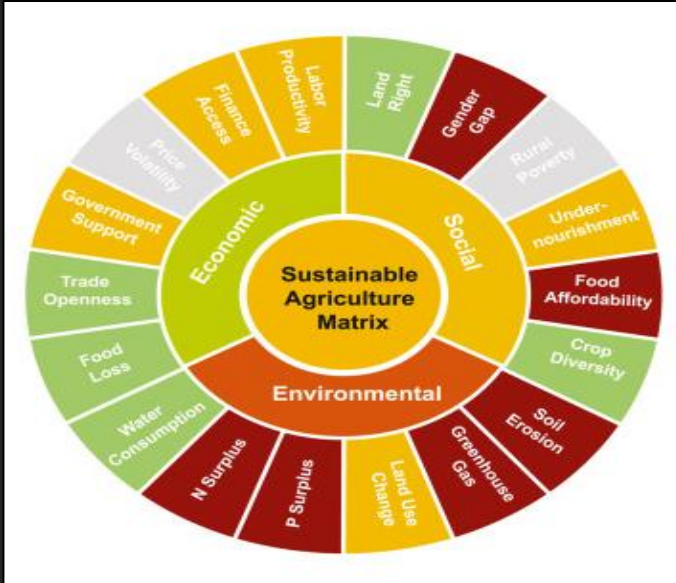 Sustainable
Agriculture
Matrix
Economic
Social
Environmental
Land
Right
Gender
Gap
Rural
Poverty
Under-
nourishment
Food
Affordability
Crop
Diversity
Soil
Erosion
Greenhouse
Gas
Land Use
Change
P Surplus
N Surplus
Water
Consumption
Food
Loss
Trade
Openness
Government
Support
Price
Volatility
Finance
Access
Labor
Productivity